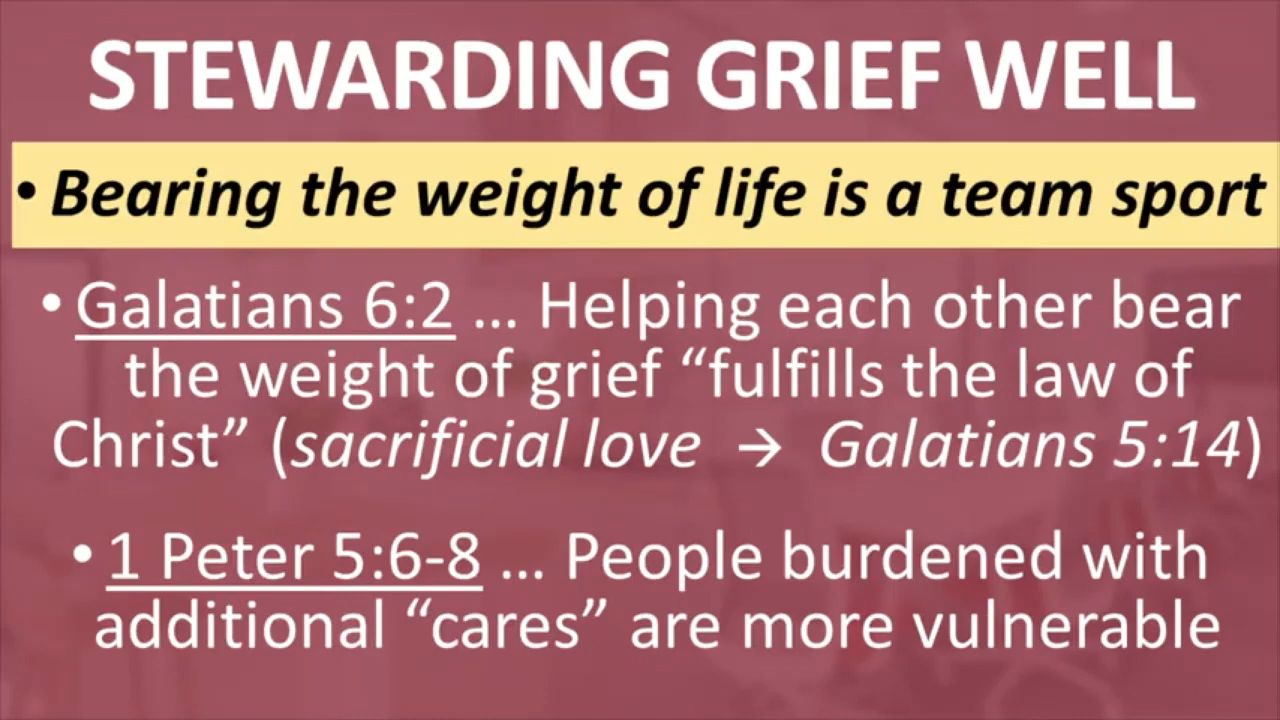 STEWARDING GRIEF WELL
• Bearing the weight of life is a team sport
• Galatians 6:2 ... Helping each other bear
the weight of grief “fulfills the law of
Christ” (sacrificial love → Galatians 5:14)
• 1 Peter 5:6-8 ... People burdened with
additional “cares” are more vulnerable